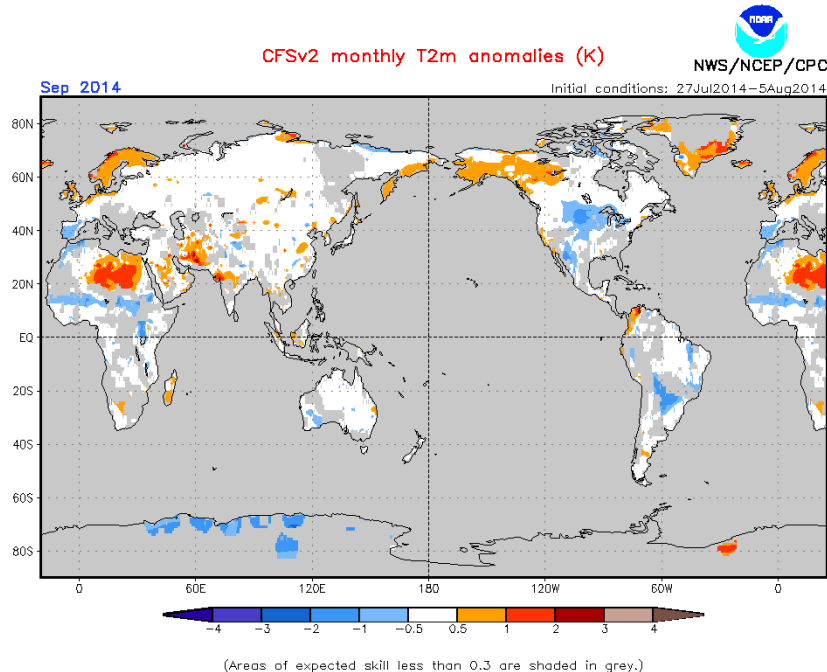 NOAA
CFSv2 monthly T2m anomalies (K)
NWS/NCEP/CPC
Sep 2014
Initial conditions: 27Jul2014-5Aug2014
80N
60N
40N
20N
EQ
20S
40S
60S
80S
0
60E
120E
180
120W
60W
0
-4
-3
-2
-1
-0.5
0.5
1
2
3
4
(Areas of expected skill less than 0.3 are shaded in grey.)